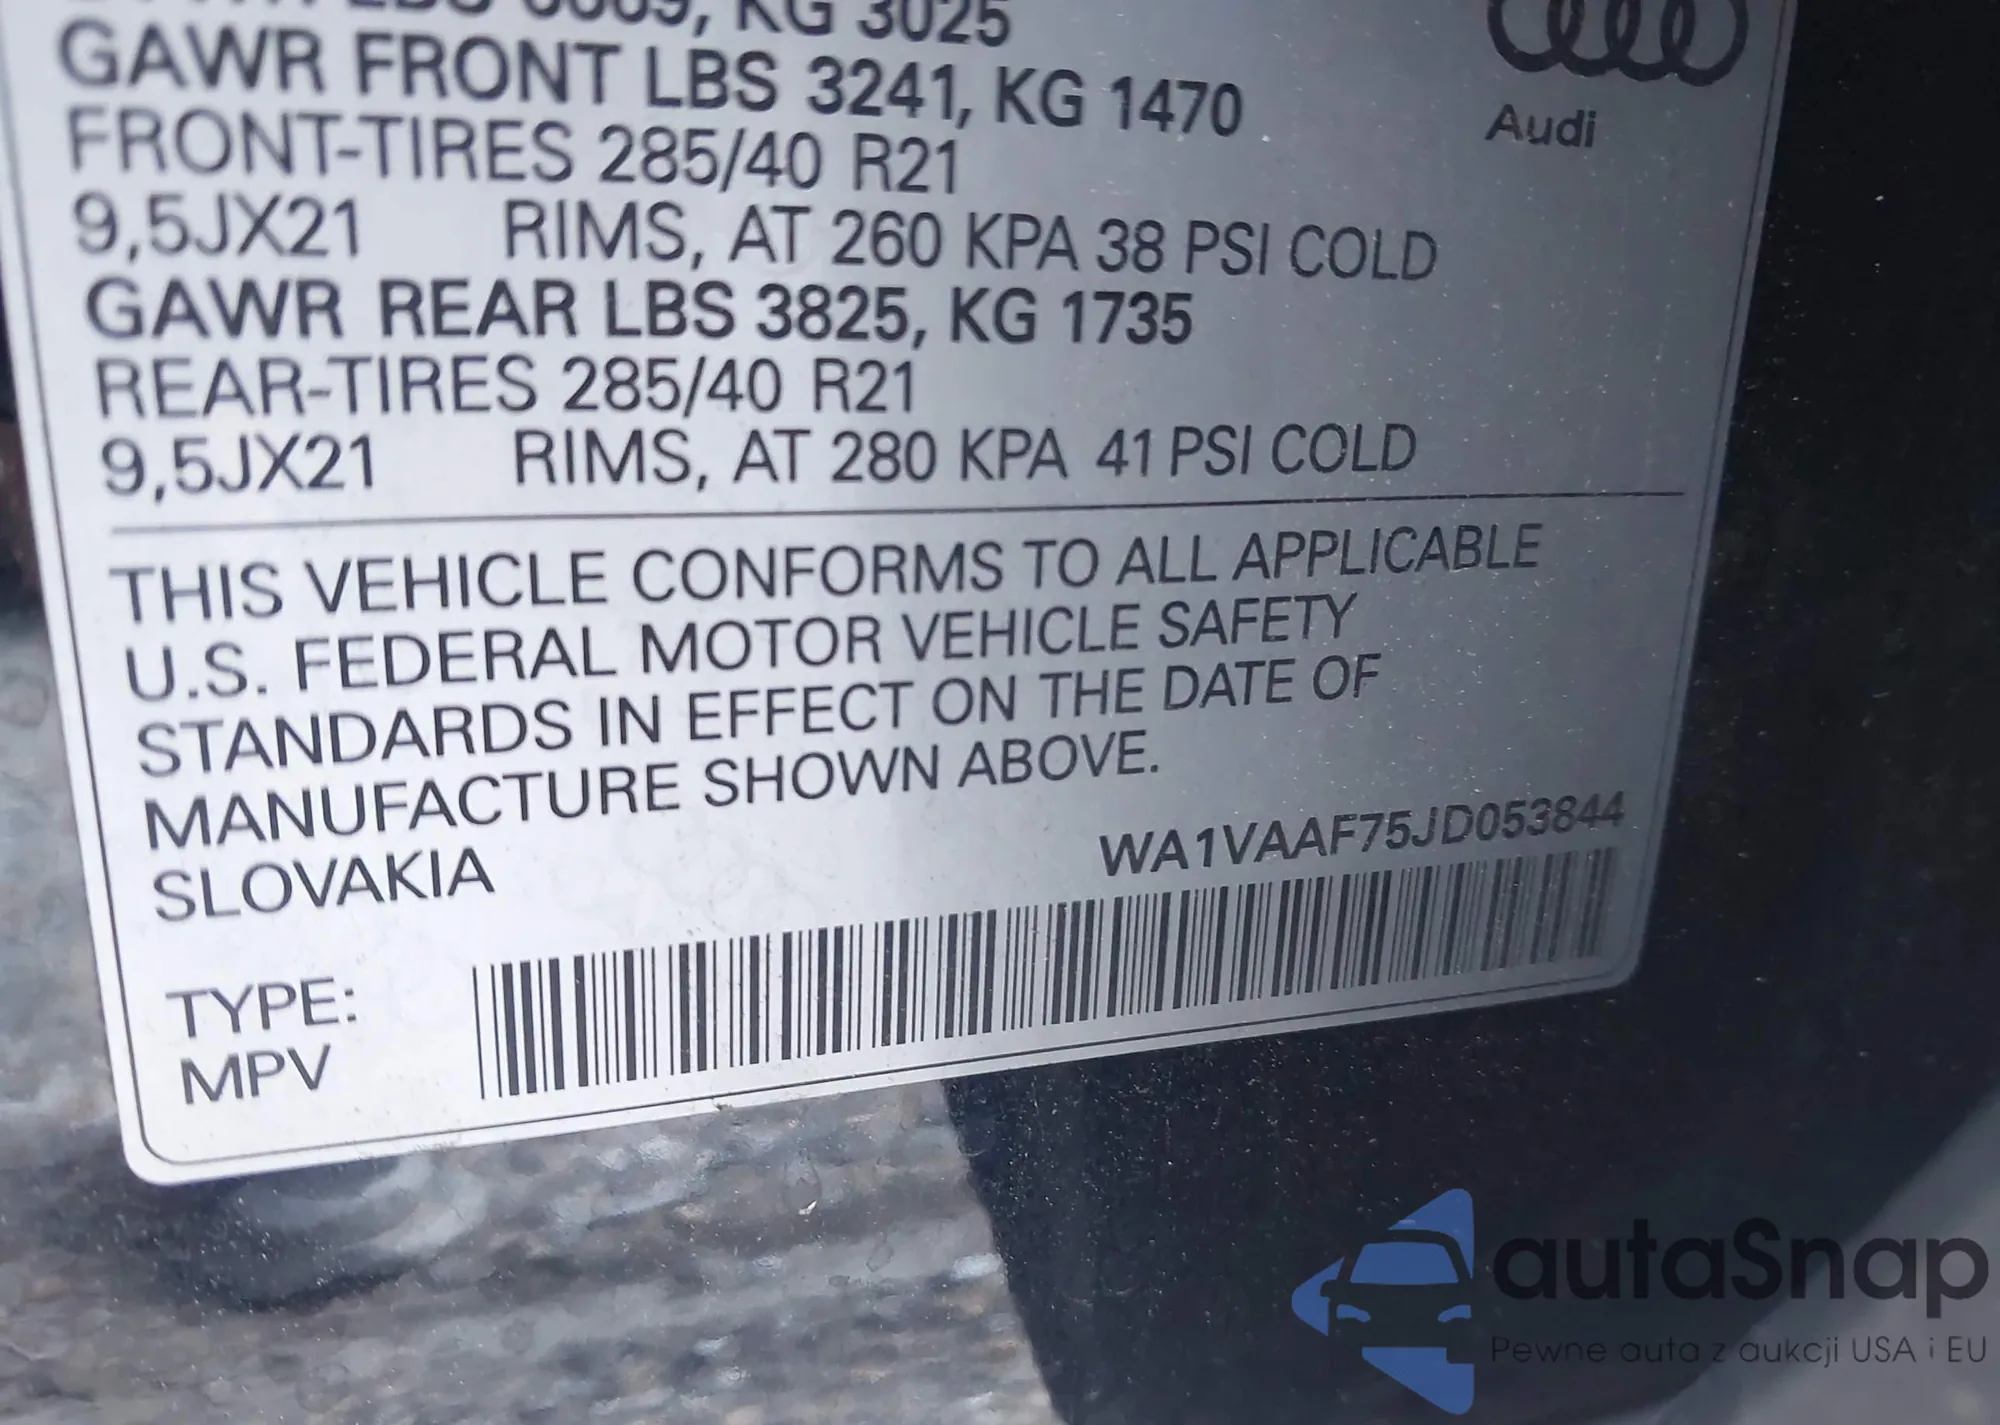 KG 3025
GAWR FRONT LBS 3241, KG 1470
FRONT-TIRES 285/40 R21
9,5JX21 RIMS, AT 260 KPA 38 PSI COLD
GAWR REAR LBS 3825, KG 1735
REAR-TIRES 285/40 R21
9,5JX21 RIMS, AT 280 KPA 41 PSI COLD
Audi
THIS VEHICLE CONFORMS TO ALL APPLICABLE
U.S. FEDERAL MOTOR VEHICLE SAFETY
STANDARDS IN EFFECT ON THE DATE OF
MANUFACTURE SHOWN ABOVE.
SLOVAKIA
WA1VAAF75JD053844
TYPE:
MPV
autaSnap
Pewne auta z aukcji USA i EU